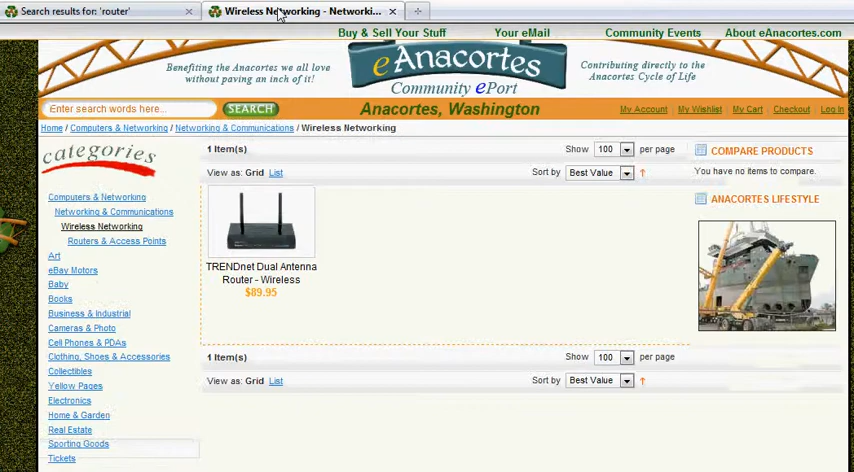 Search results for: 'router'
Wireless Networking - Networki...
Buy & Sell Your Stuff
Your eMail
Community Events
About eAnacortes.com
Benefiting the Anacortes we all love
without paving an inch of it!
eAnacortes
Community ePort
Contributing directly to the
Anacortes Cycle of Life
Enter search words here...
SEARCH
Anacortes, Washington
My Account
My Wishlist
My Cart
Checkout
Log In
Home / Computers & Networking / Networking & Communications / Wireless Networking
categories
Computers & Networking
Networking & Communications
Wireless Networking
Routers & Access Points
Art
eBay Motors
Baby
Books
Business & Industrial
Cameras & Photo
Cell Phones & PDAs
Clothing, Shoes & Accessories
Collectibles
Yellow Pages
Electronics
Home & Garden
Real Estate
Sporting Goods
Tickets
1 Item(s)
Show 100 per page
View as: Grid List
Sort by Best Value
TRENDnet Dual Antenna
Router - Wireless
$89.95
1 Item(s)
Show 100 per page
View as: Grid List
Sort by Best Value
COMPARE PRODUCTS
You have no items to compare.
ANACORTES LIFESTYLE